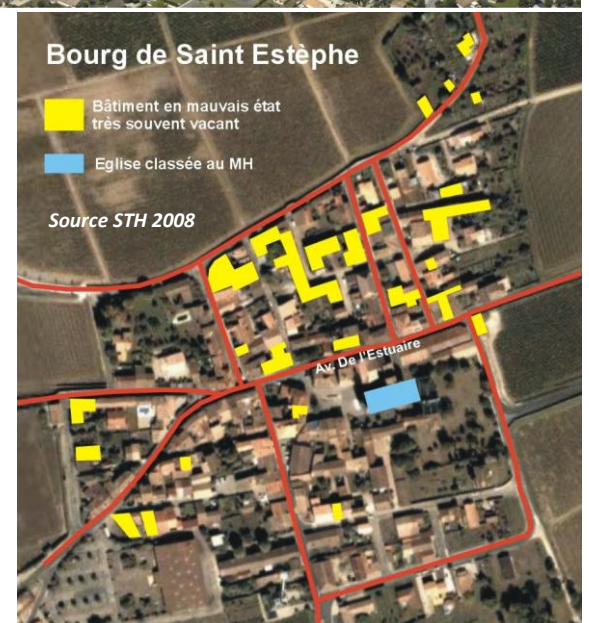 Bourg de Saint Estèphe
Bâtiment en mauvais état
très souvent vacant
Eglise classée au MH
Source STH 2008
Av. De l'Estuaire